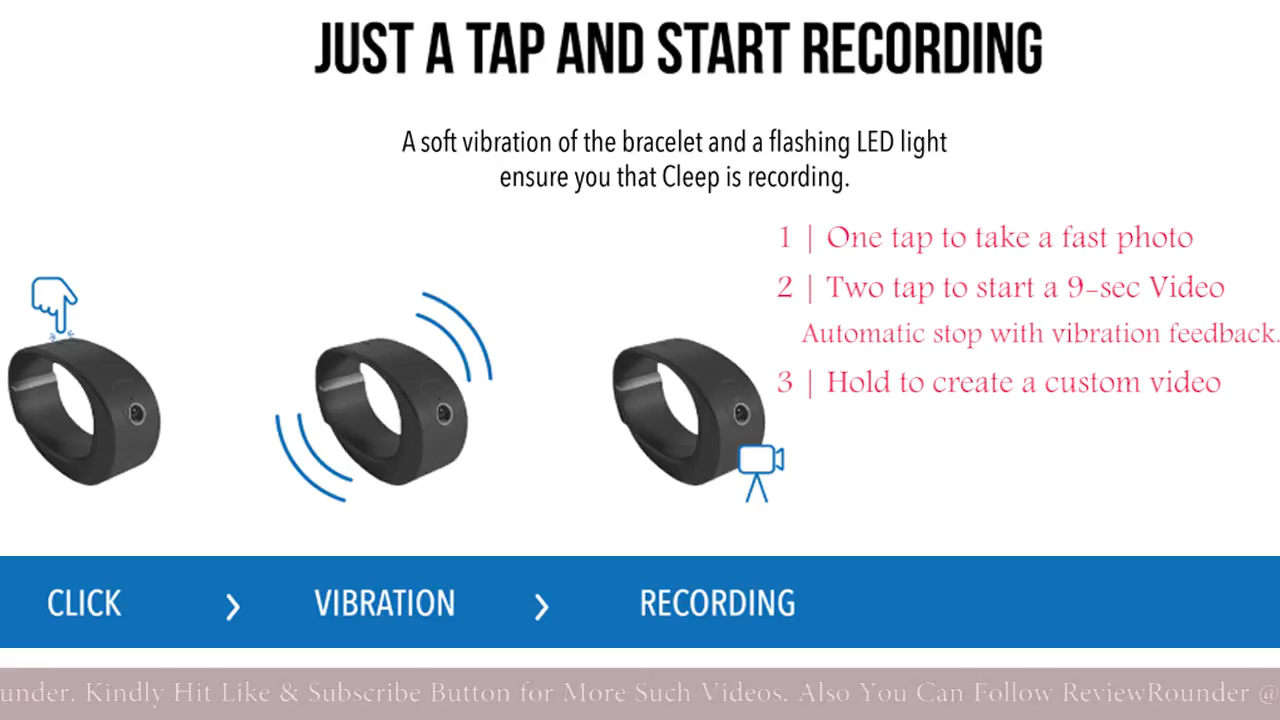 JUST A TAP AND START RECORDING
A soft vibration of the bracelet and a flashing LED light
ensure you that Cleep is recording.
1 | One tap to take a fast photo
2 | Two tap to start a 9-sec Video
Automatic stop with vibration feedback.
3 | Hold to create a custom video
CLICK › VIBRATION › RECORDING
under. Kindly Hit Like & Subscribe Button for More Such Videos. Also You Can Follow ReviewRounder @